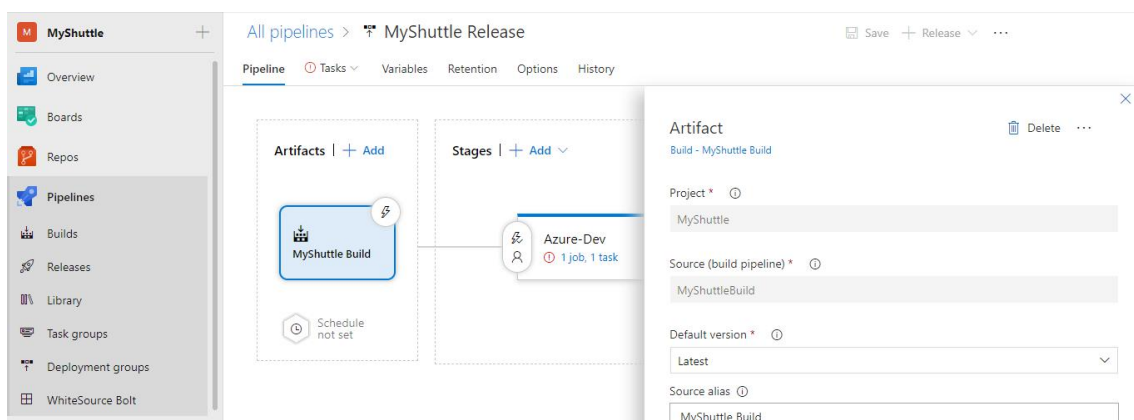 M MyShuttle
Overview
Boards
Repos
Pipelines
Builds
Releases
Library
Task groups
Deployment groups
WhiteSource Bolt
All pipelines > MyShuttle Release
Save + Release ...
Pipeline Tasks Variables Retention Options History
Artifacts | + Add
MyShuttle Build
Schedule
not set
Stages | + Add
Azure-Dev
1 job, 1 task
Artifact
Delete ...
Build - MyShuttle Build
Project *
MyShuttle
Source (build pipeline) *
MyShuttleBuild
Default version *
Latest
Source alias
MyShuttle Build